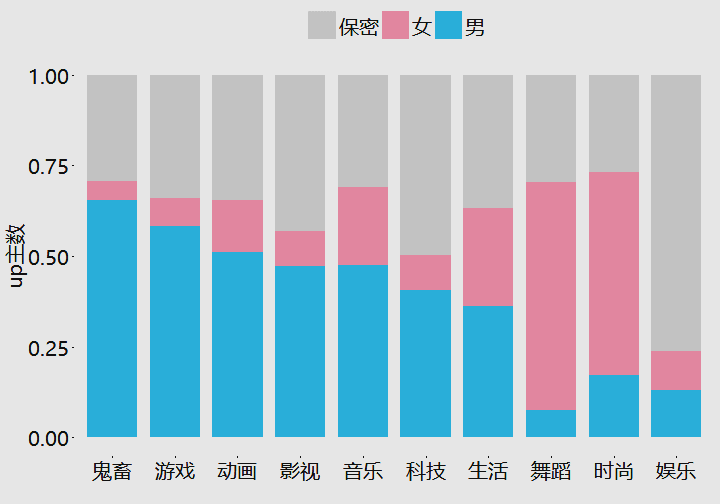 保密 女 男
1.00
0.75
0.50
0.25
0.00
up主数
鬼畜 游戏 动画 影视 音乐 科技 生活 舞蹈 时尚 娱乐